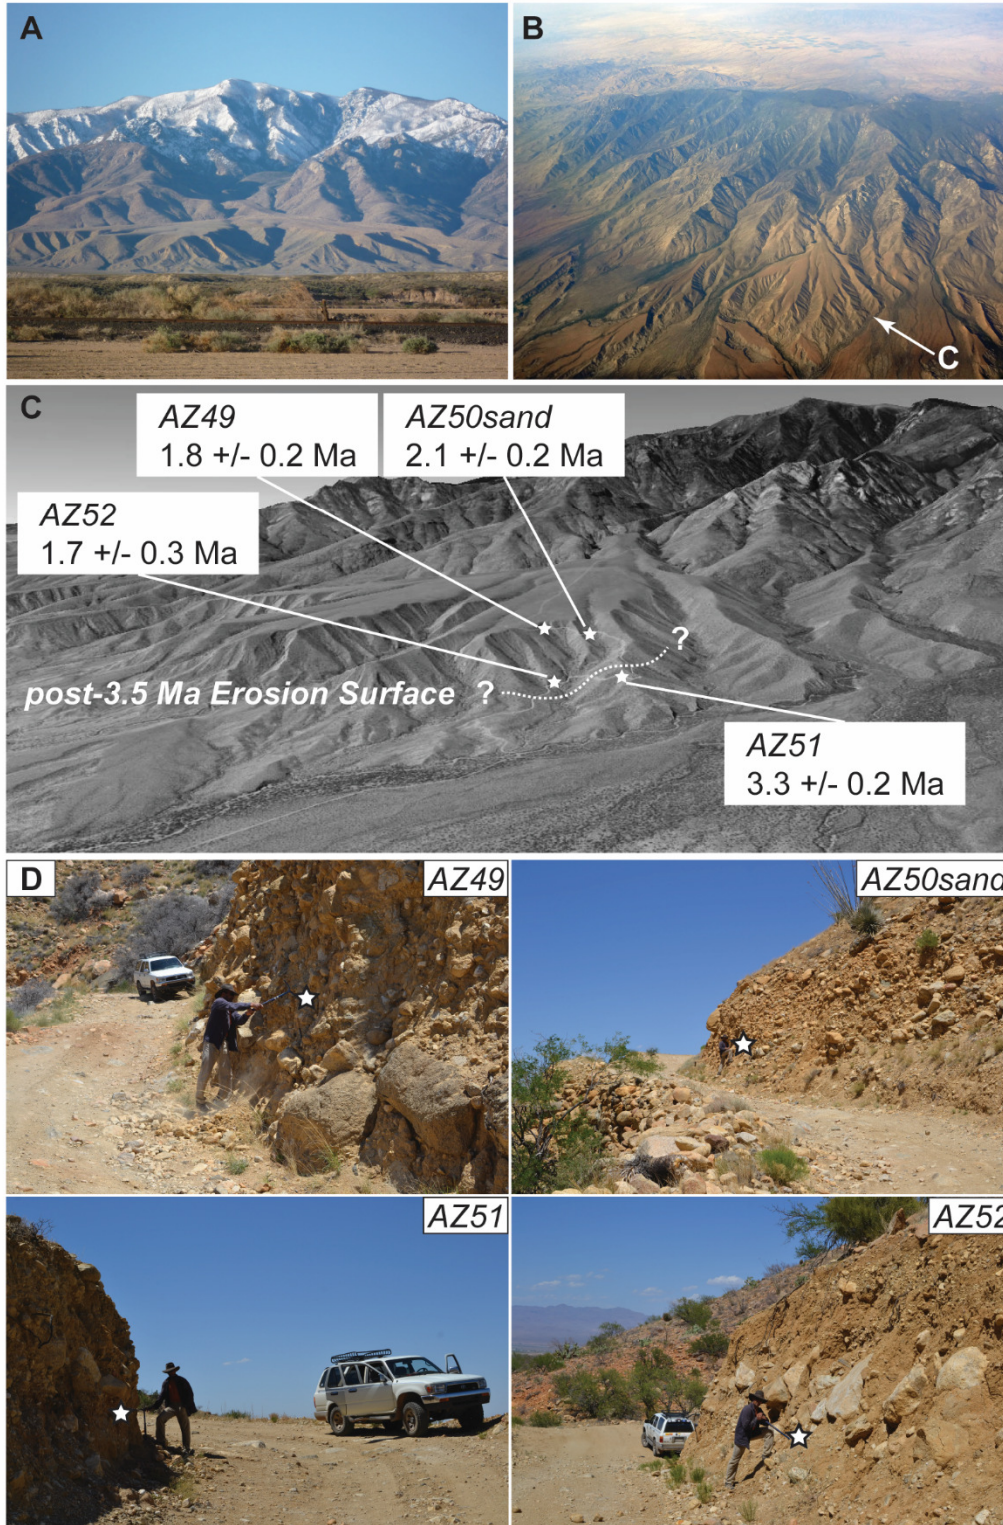 A
B
C
C
AZ49
1.8 +/- 0.2 Ma
AZ50sand
2.1 +/- 0.2 Ma
AZ52
1.7 +/- 0.3 Ma
post-3.5 Ma Erosion Surface ?
?
AZ51
3.3 +/- 0.2 Ma
D
AZ49
AZ50sand
AZ51
AZ52